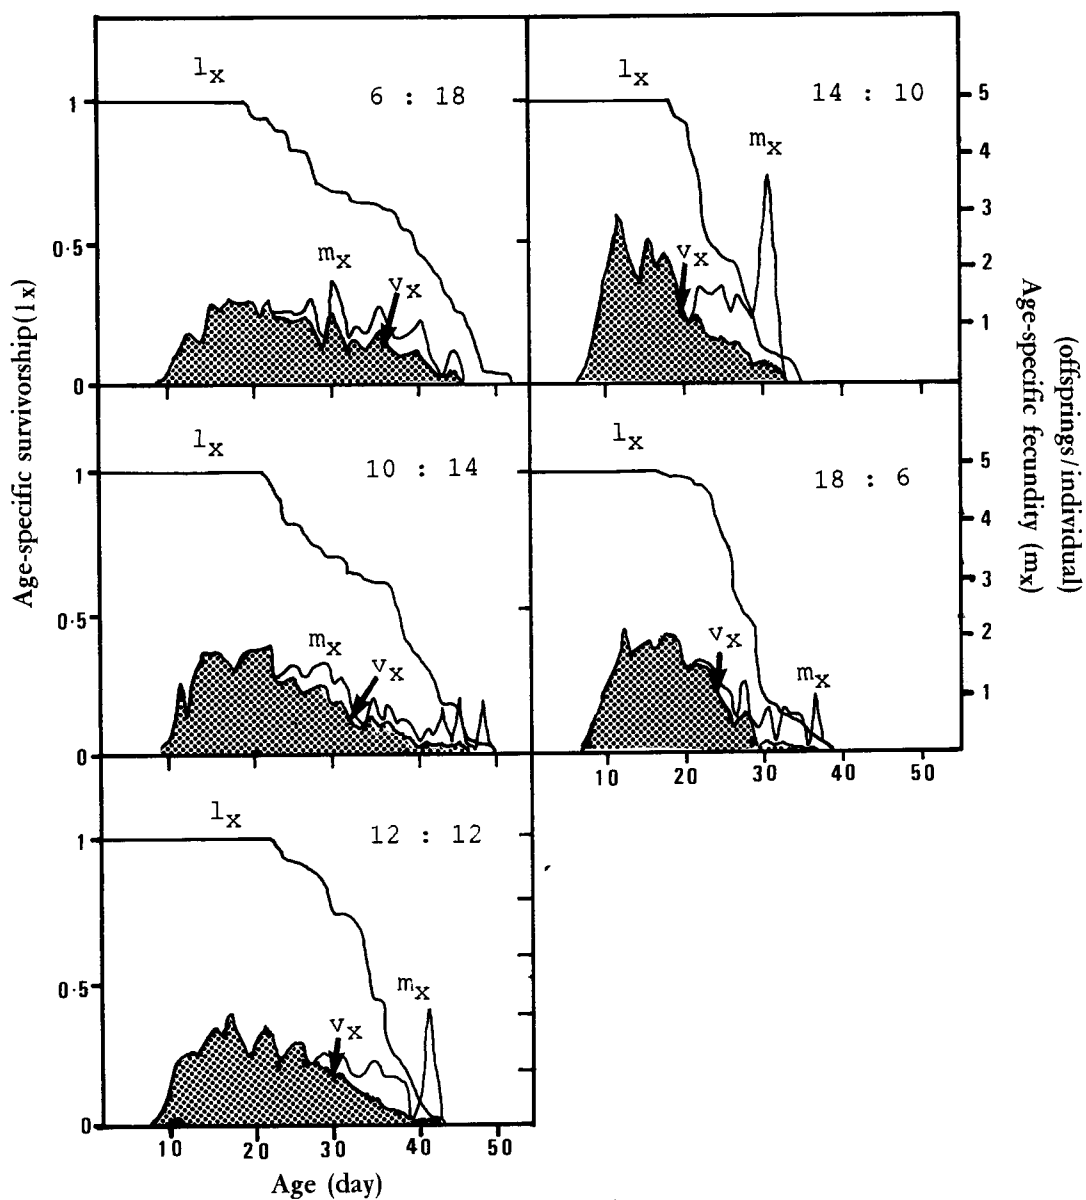 lx
6 : 18
1
0·5
0
mx
vx
lx
14 : 10
mx
vx
5
4
3
2
1
lx
10 : 14
1
0·5
0
mx
vx
lx
18 : 6
vx
mx
5
4
3
2
1
10 20 30 40 50
lx
12 : 12
1
0·5
0
mx
vx
10 20 30 40 50
Age (day)
Age-specific survivorship(lx)
Age-specific fecundity (mx)
(offsprings/individual)